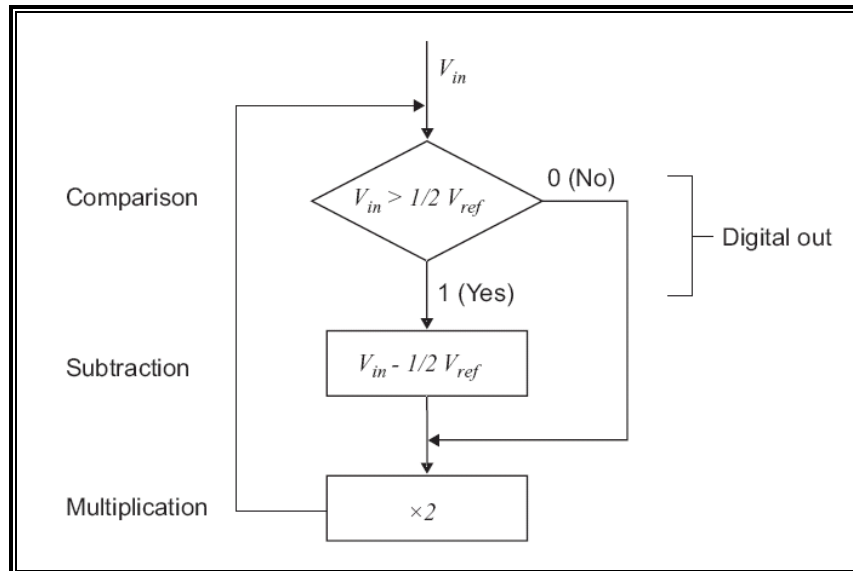 V_in
Comparison
V_in > 1/2 V_ref
0 (No)
Digital out
1 (Yes)
Subtraction
V_in - 1/2 V_ref
Multiplication
×2